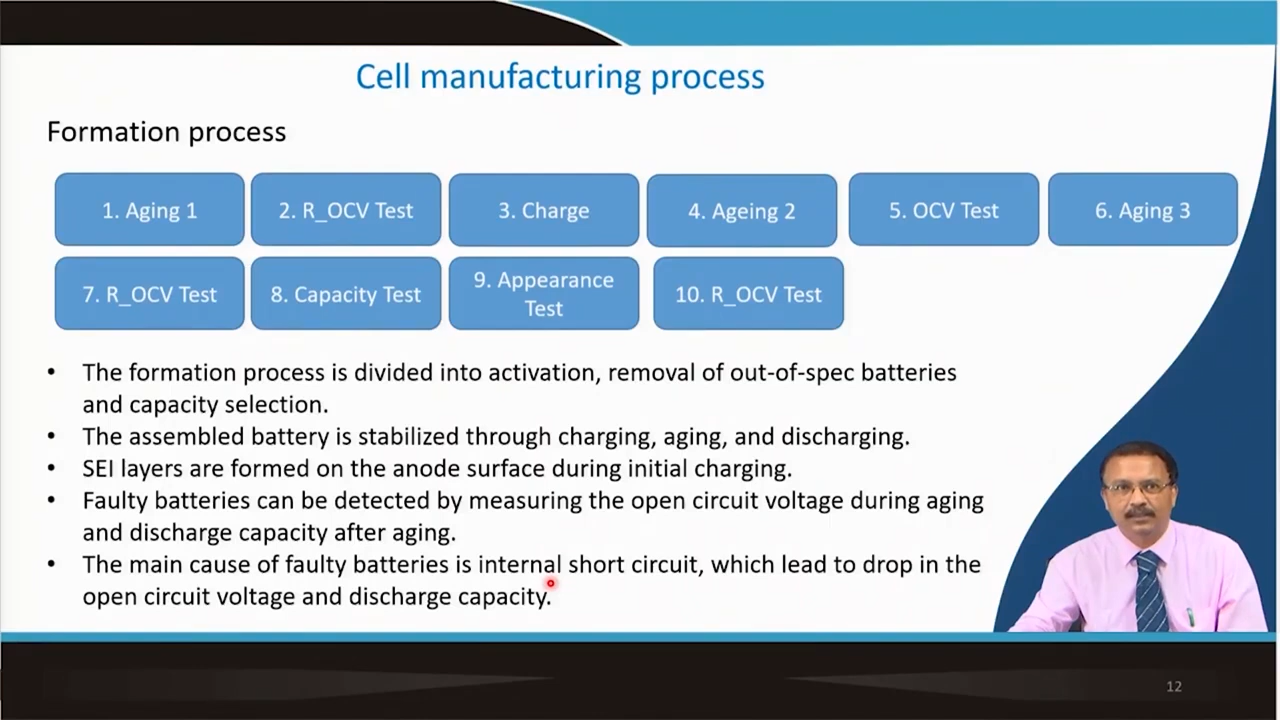 Cell manufacturing process
Formation process
1. Aging 1
2. R_OCV Test
3. Charge
4. Ageing 2
5. OCV Test
6. Aging 3
7. R_OCV Test
8. Capacity Test
9. Appearance
Test
10. R_OCV Test
• The formation process is divided into activation, removal of out-of-spec batteries
and capacity selection.
• The assembled battery is stabilized through charging, aging, and discharging.
• SEI layers are formed on the anode surface during initial charging.
• Faulty batteries can be detected by measuring the open circuit voltage during aging
and discharge capacity after aging.
• The main cause of faulty batteries is internal short circuit, which lead to drop in the
open circuit voltage and discharge capacity.
12